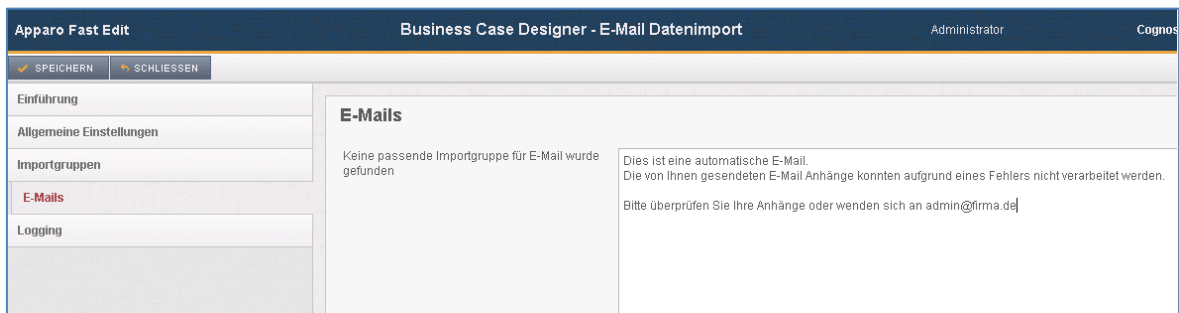 Apparo Fast Edit
Business Case Designer - E-Mail Datenimport
Administrator
Cognos
SPEICHERN
SCHLIESSEN
Einführung
Allgemeine Einstellungen
Importgruppen
E-Mails
Logging
E-Mails
Keine passende Importgruppe für E-Mail wurde
gefunden
Dies ist eine automatische E-Mail.
Die von Ihnen gesendeten E-Mail Anhänge konnten aufgrund eines Fehlers nicht verarbeitet werden.
Bitte überprüfen Sie Ihre Anhänge oder wenden sich an admin@firma.de